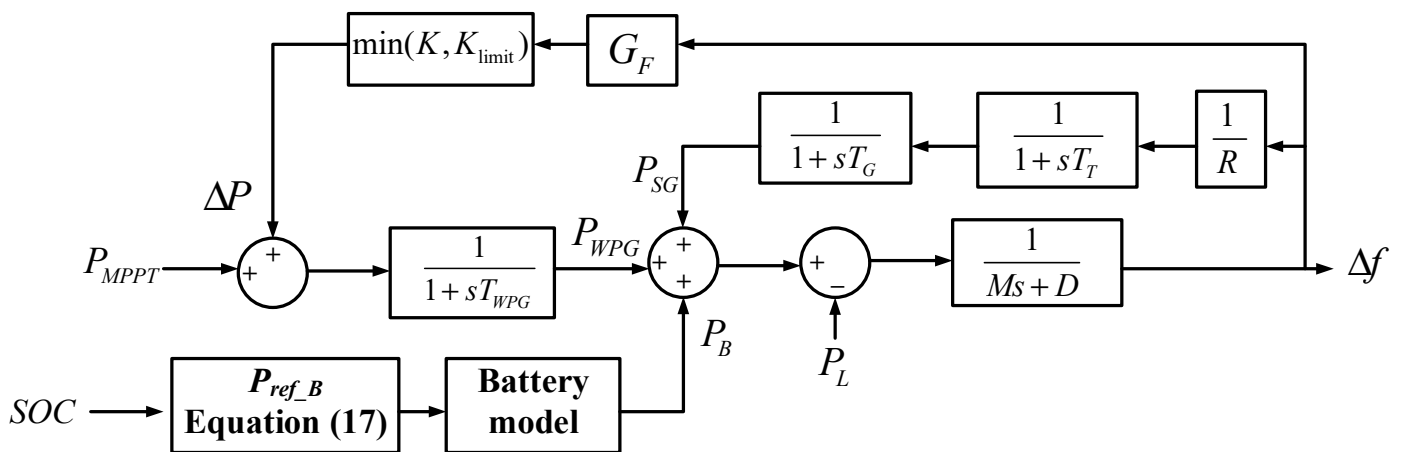 min(K, K_limit)
G_F
1
1 + sT_G
1
1 + sT_T
1
R
P_SG
ΔP
P_MPPT
+
+
1
1 + sT_WPG
P_WPG
+
+
+
+
−
1
Ms + D
Δf
P_B
P_L
SOC
P_ref_B
Equation (17)
Battery
model